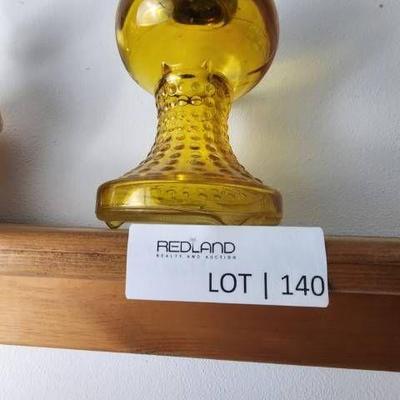 REDLAND
REALTY AND AUCTION
LOT | 140